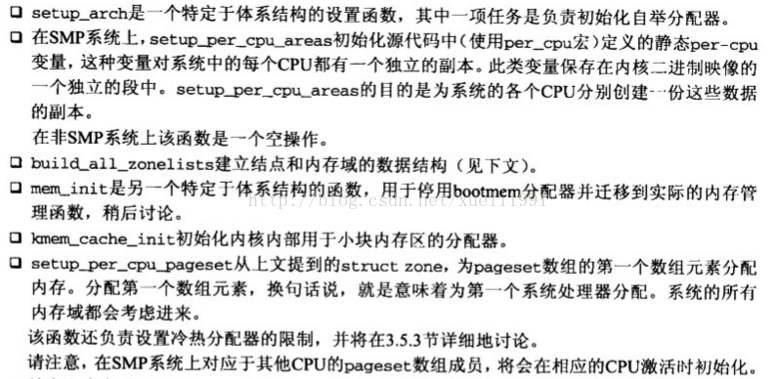 ❑ setup_arch是一个特定于体系结构的设置函数，其中一项任务是负责初始化自举分配器。
❑ 在SMP系统上，setup_per_cpu_areas初始化源代码中（使用per_cpu宏）定义的静态per-cpu
变量，这种变量对系统中的每个CPU都有一个独立的副本。此类变量保存在内核二进制映像的
一个独立的段中。setup_per_cpu_areas的目的是为系统的各个CPU分别创建一份这些数据
的副本。
在非SMP系统上该函数是一个空操作。
❑ build_all_zonelists建立结点和内存域的数据结构（见下文）。
❑ mem_init是另一个特定于体系结构的函数，用于停用bootmem分配器并迁移到实际的内存管
理函数，稍后讨论。
http://blog.csdn.net/
❑ kmem_cache_init初始化内核内部用于小块内存区的分配器。
❑ setup_per_cpu_pageset从上文提到的struct zone，为pageset数组的第一个数组元素分配
内存。分配第一个数组元素，换句话说，就是意味着为第一个系统处理器分配。系统的所有
内存域都会考虑进来。
该函数还负责设置冷热分配器的限制，并将在3.5.3节详细地讨论。
请注意，在SMP系统上对应于其他CPU的pageset数组成员，将会在相应的CPU激活时初始化。